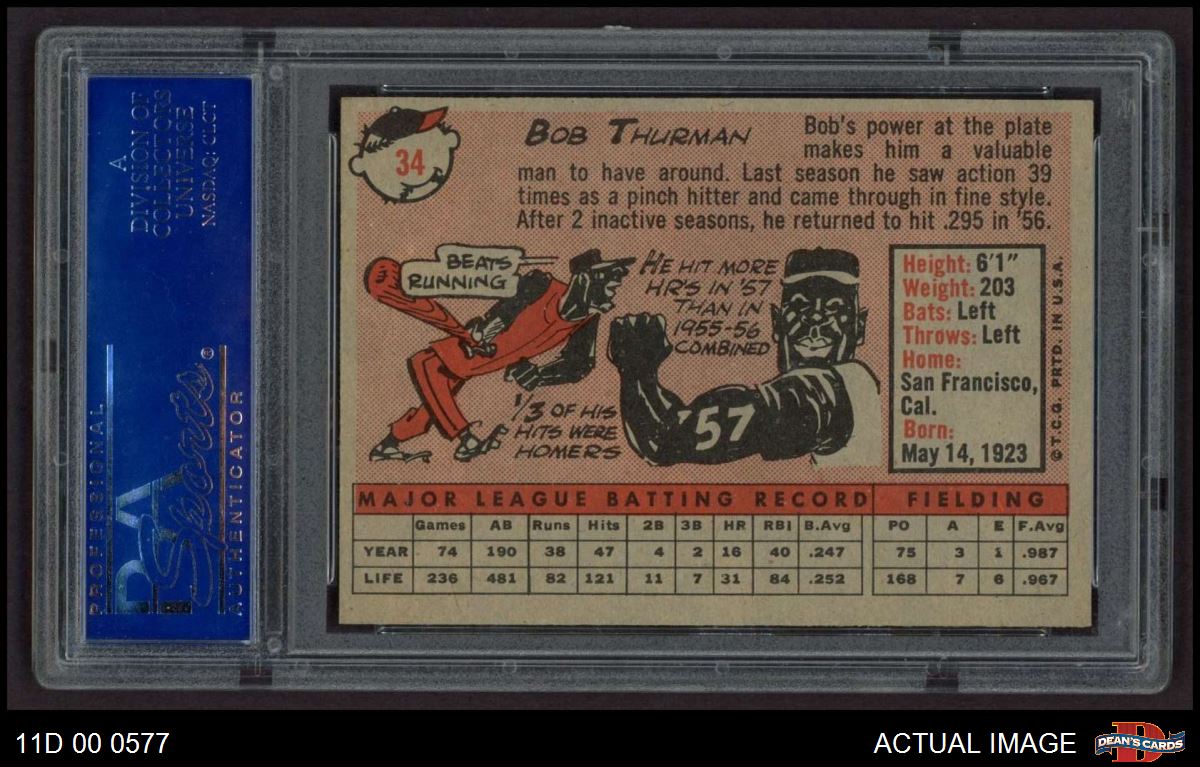 A
DIVISION OF
COLLECTORS
UNIVERSE
NASDAQ: CLCT
PROFESSIONAL
PSA
Sports®
AUTHENTICATOR
34
BOB THURMAN
Bob's power at the plate
makes him a valuable
man to have around. Last season he saw action 39
times as a pinch hitter and came through in fine style.
After 2 inactive seasons, he returned to hit .295 in '56.
BEATS
RUNNING
1/3 OF HIS
HITS WERE
HOMERS
HE HIT MORE
HR'S IN '57
THAN IN
1955-56
COMBINED
'57
Height: 6'1"
Weight: 203
Bats: Left
Throws: Left
Home:
San Francisco,
Cal.
Born:
May 14, 1923
© T.C.G. PRTD. IN U.S.A.
MAJOR LEAGUE BATTING RECORD FIELDING
Games AB Runs Hits 2B 3B HR RBI B.Avg PO A E F.Avg
YEAR 74 190 38 47 4 2 16 40 .247 75 3 1 .987
LIFE 236 481 82 121 11 7 31 84 .252 168 7 6 .967
11D 00 0577
ACTUAL IMAGE
D
DEAN'S CARDS